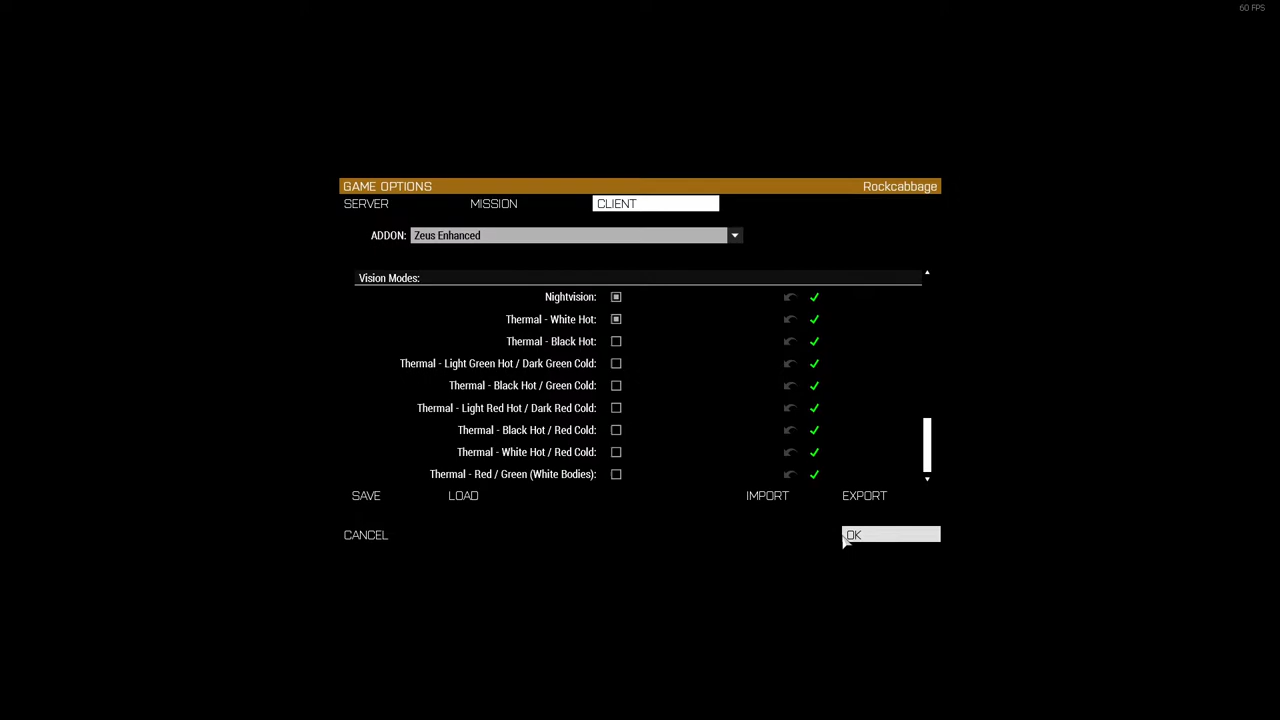 60 FPS
GAME OPTIONS Rockcabbage
SERVER MISSION CLIENT
ADDON: Zeus Enhanced
Vision Modes:
Nightvision:
Thermal - White Hot:
Thermal - Black Hot:
Thermal - Light Green Hot / Dark Green Cold:
Thermal - Black Hot / Green Cold:
Thermal - Light Red Hot / Dark Red Cold:
Thermal - Black Hot / Red Cold:
Thermal - White Hot / Red Cold:
Thermal - Red / Green (White Bodies):
SAVE LOAD IMPORT EXPORT
CANCEL OK